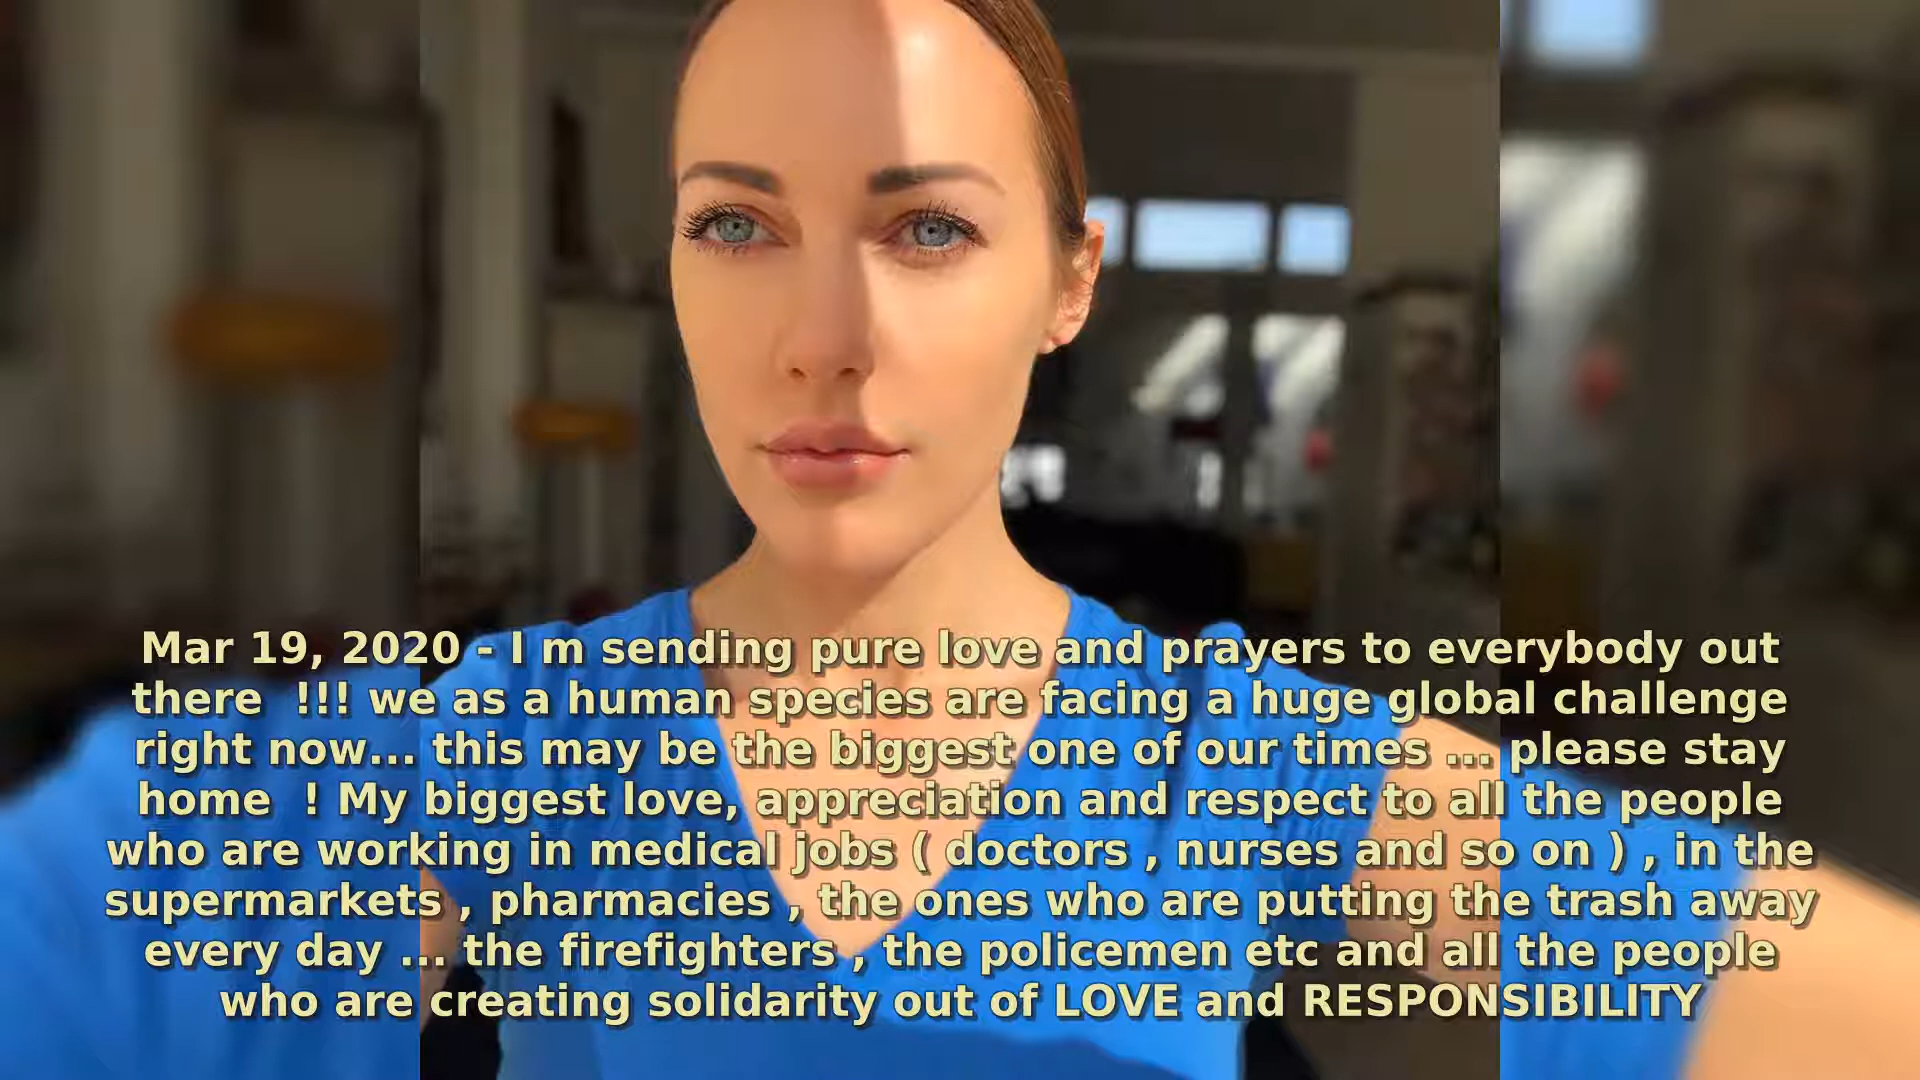 Mar 19, 2020 - I m sending pure love and prayers to everybody out
there  !!! we as a human species are facing a huge global challenge
right now... this may be the biggest one of our times ... please stay
home  ! My biggest love, appreciation and respect to all the people
who are working in medical jobs ( doctors , nurses and so on ) , in the
supermarkets , pharmacies , the ones who are putting the trash away
every day ... the firefighters , the policemen etc and all the people
who are creating solidarity out of LOVE and RESPONSIBILITY